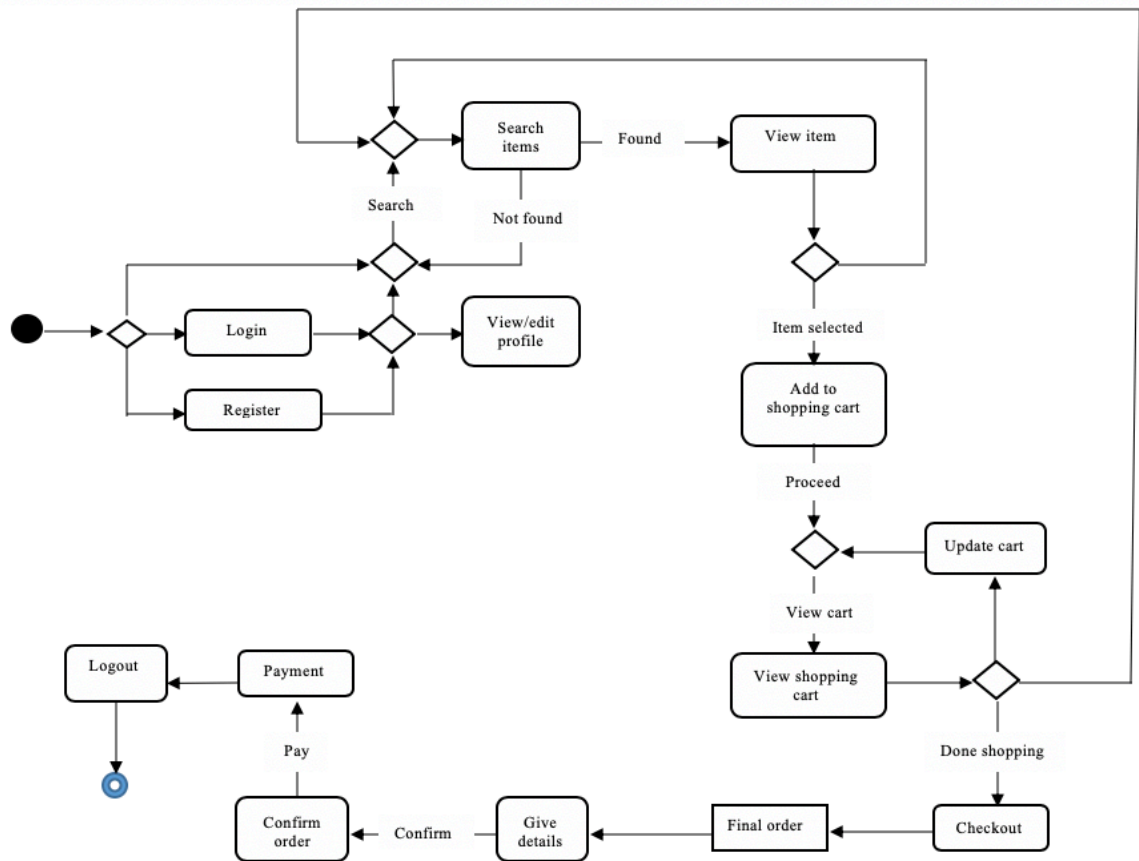 Search
items
Found
View item
Search
Not found
Login
View/edit
profile
Item selected
Register
Add to
shopping cart
Proceed
Update cart
View cart
Logout
Payment
View shopping
cart
Pay
Done shopping
Confirm
order
Confirm
Give
details
Final order
Checkout